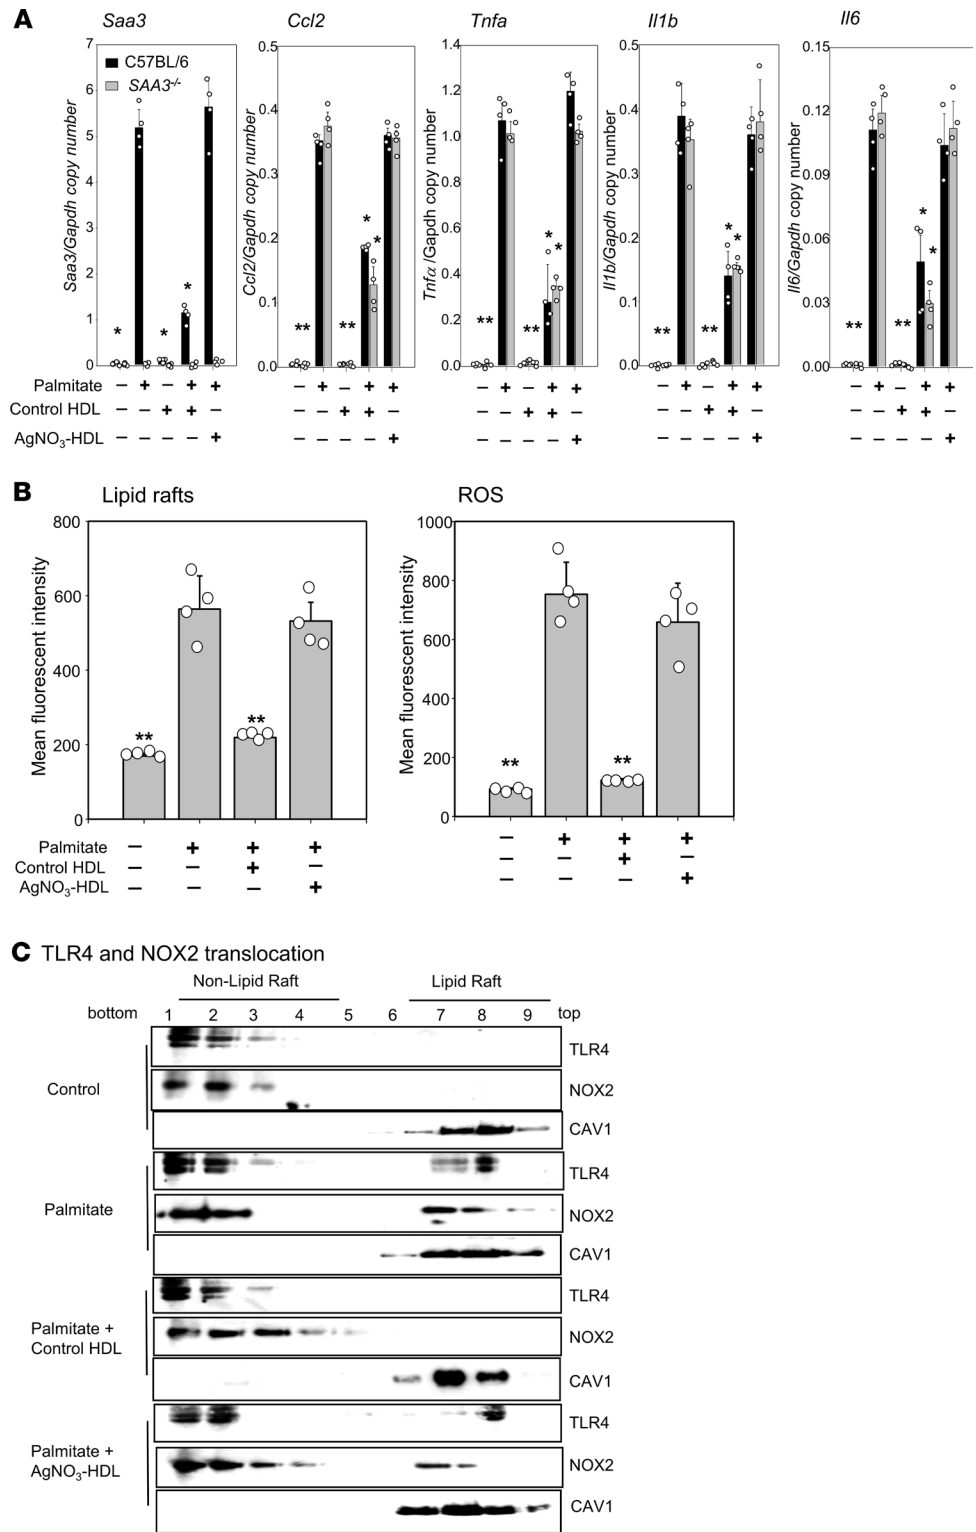 A
Saa3 Ccl2 Tnfa Il1b Il6
C57BL/6
SAA3-/-
Saa3/Gapdh copy number
7
6
5
4
3
2
1
0
Ccl2/Gapdh copy number
0.5
0.4
0.3
0.2
0.1
0.0
Tnfα/Gapdh copy number
1.4
1.2
1.0
0.8
0.6
0.4
0.2
0.0
Il1b/Gapdh copy number
0.5
0.4
0.3
0.2
0.1
0.0
Il6/Gapdh copy number
0.15
0.12
0.09
0.06
0.03
0.00
* * *
** ** * *
** ** * *
** ** * *
** ** * *
Palmitate − + − + + − + − + + − + − + + − + − + + − + − + +
Control HDL − − + + − − − + + − − − + + − − − + + − − − + + −
AgNO3-HDL − − − − + − − − − + − − − − + − − − − + − − − − +
B
Lipid rafts
Mean fluorescent intensity
800
600
400
200
0
** **
Palmitate − + + +
Control HDL − − + −
AgNO3-HDL − − − +
ROS
Mean fluorescent intensity
1000
800
600
400
200
0
** **
− + + +
− − + −
− − − +
C TLR4 and NOX2 translocation
Non-Lipid Raft Lipid Raft
bottom 1 2 3 4 5 6 7 8 9 top
Control
TLR4
NOX2
CAV1
Palmitate
TLR4
NOX2
CAV1
Palmitate +
Control HDL
TLR4
NOX2
CAV1
Palmitate +
AgNO3-HDL
TLR4
NOX2
CAV1